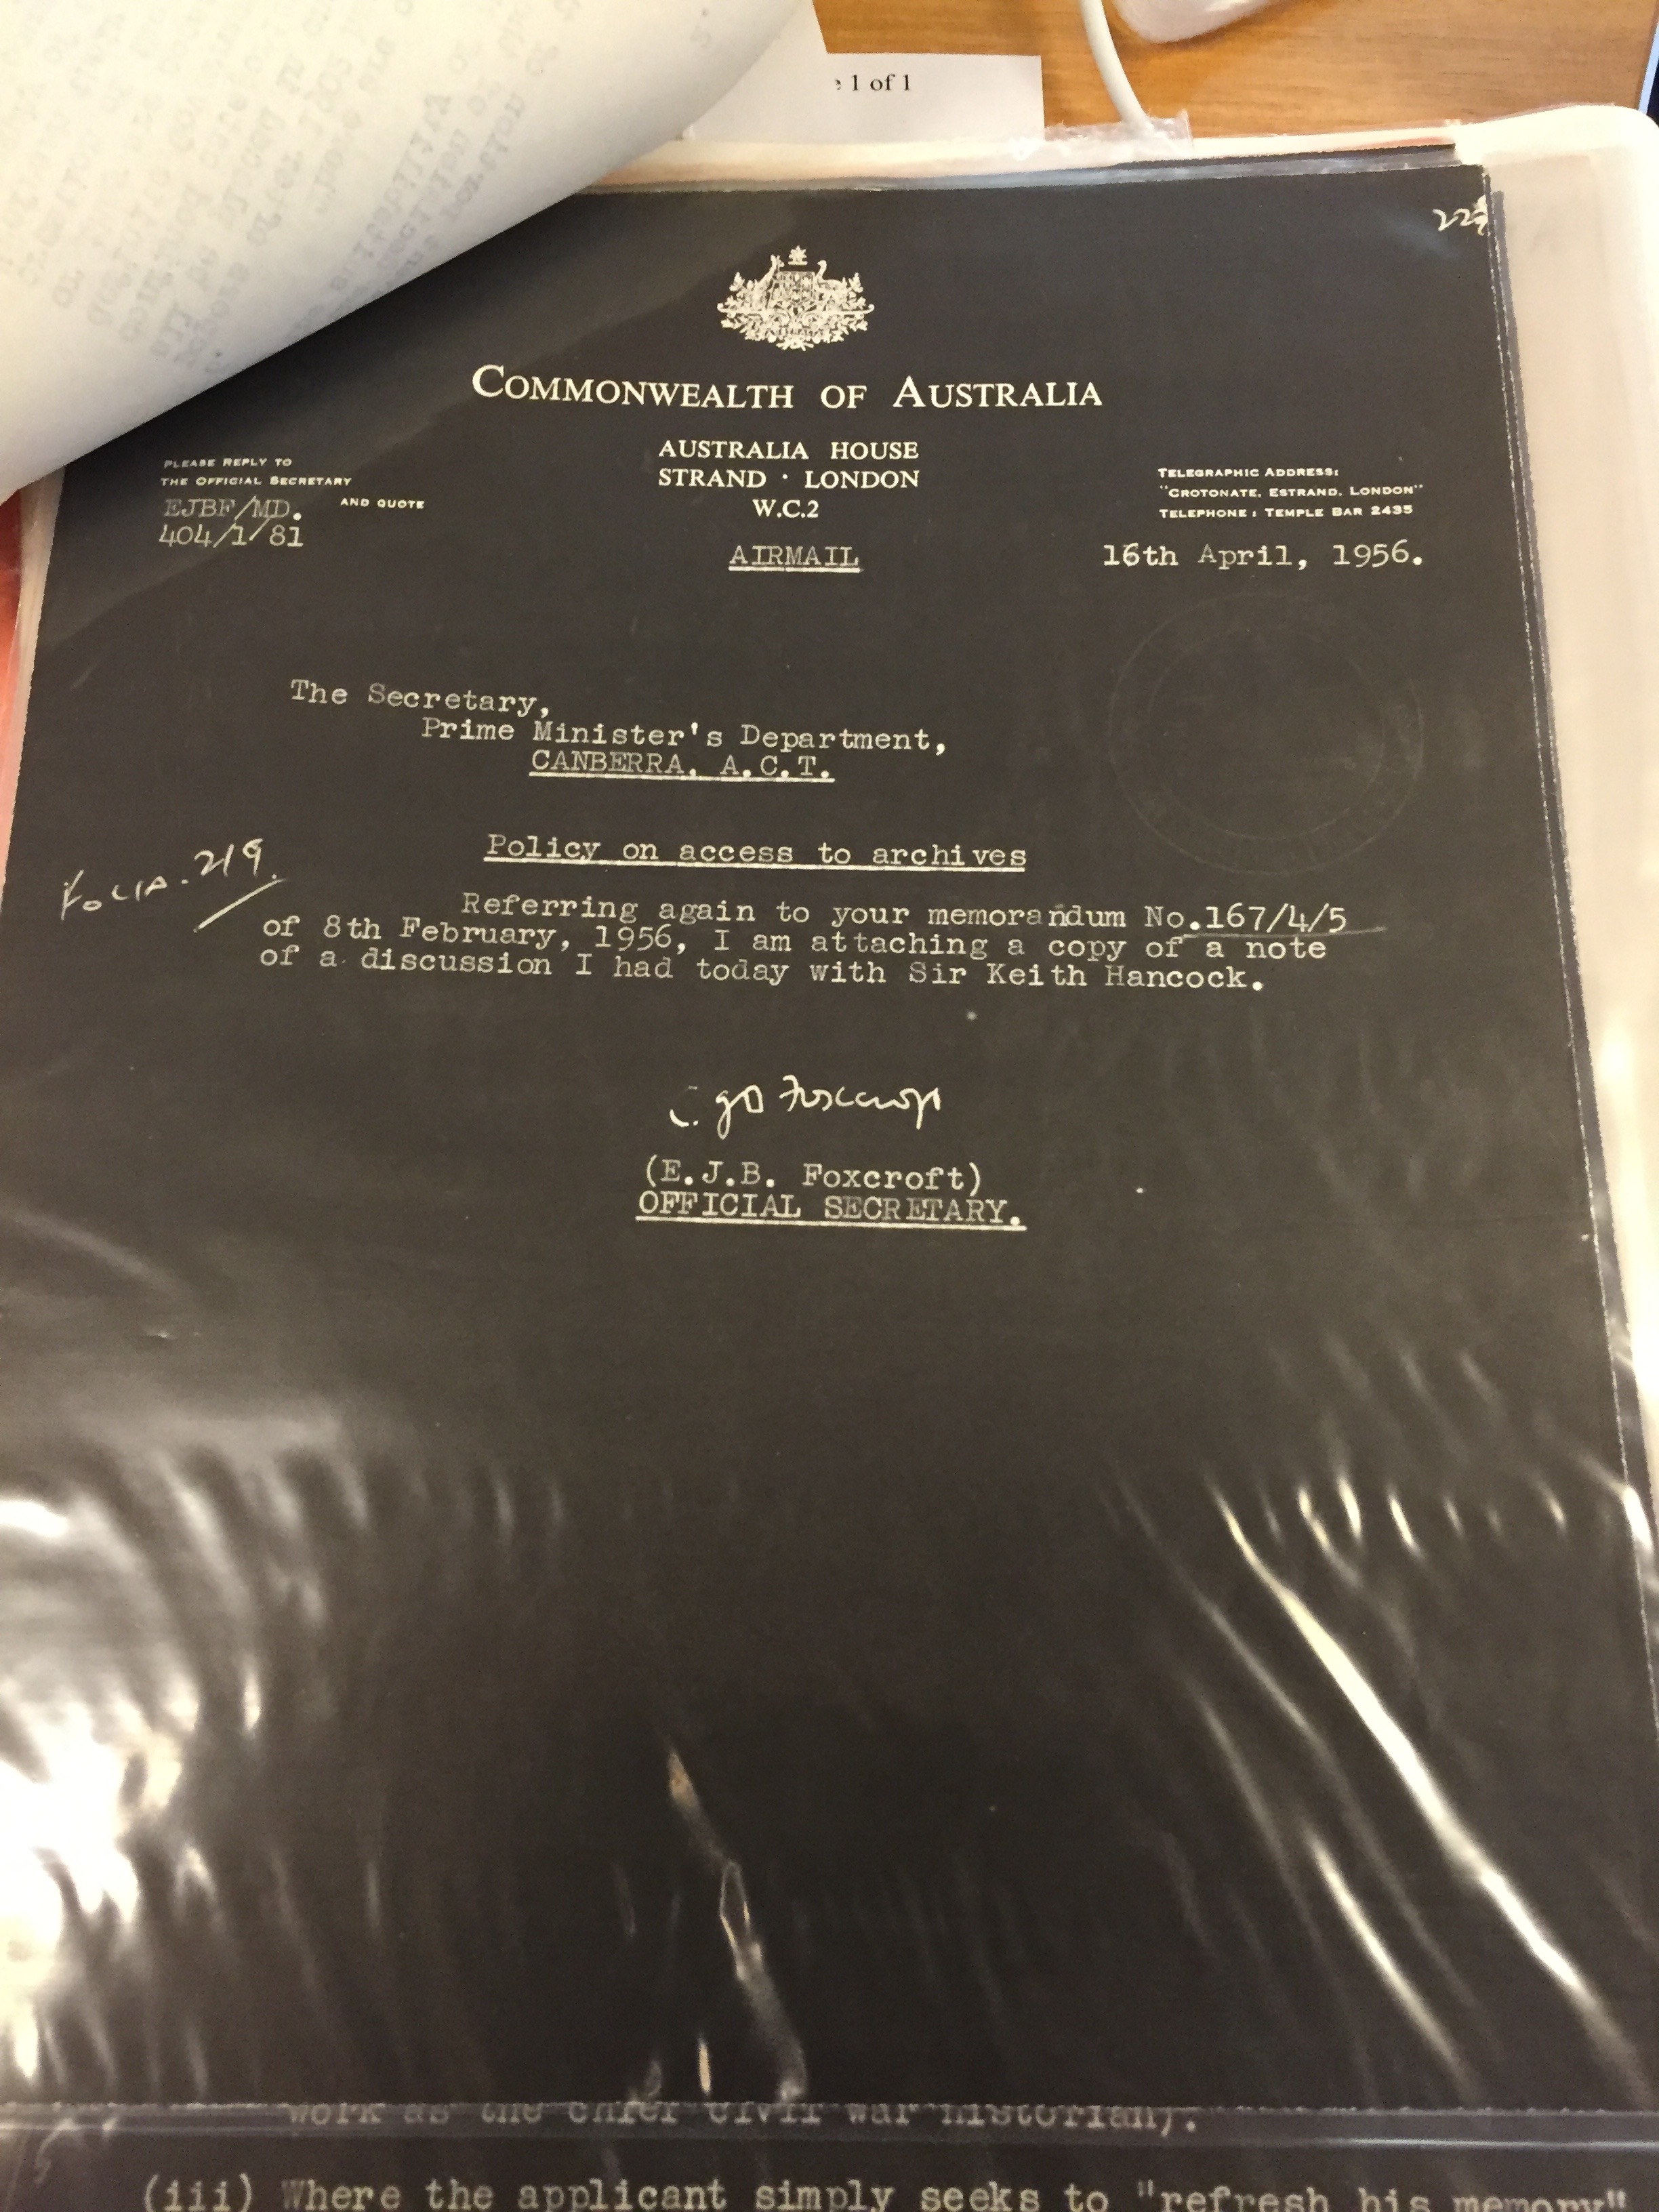 1 of 1
COMMONWEALTH OF AUSTRALIA
AUSTRALIA HOUSE
STRAND · LONDON
W.C.2
PLEASE REPLY TO
THE OFFICIAL SECRETARY
AND QUOTE
EJBF/MD.
404/1/81
TELEGRAPHIC ADDRESS:
"CROTONATE, ESTRAND, LONDON"
TELEPHONE: TEMPLE BAR 2435
AIRMAIL
16th April, 1956.
The Secretary,
Prime Minister's Department,
CANBERRA, A.C.T.
Policy on access to archives
Folio. 219.
Referring again to your memorandum No.167/4/5
of 8th February, 1956, I am attaching a copy of a note
of a discussion I had today with Sir Keith Hancock.
Foxcroft
(E.J.B. Foxcroft)
OFFICIAL SECRETARY.
work as the chief civil war historian).
(iii) Where the applicant simply seeks to "refresh his memory"